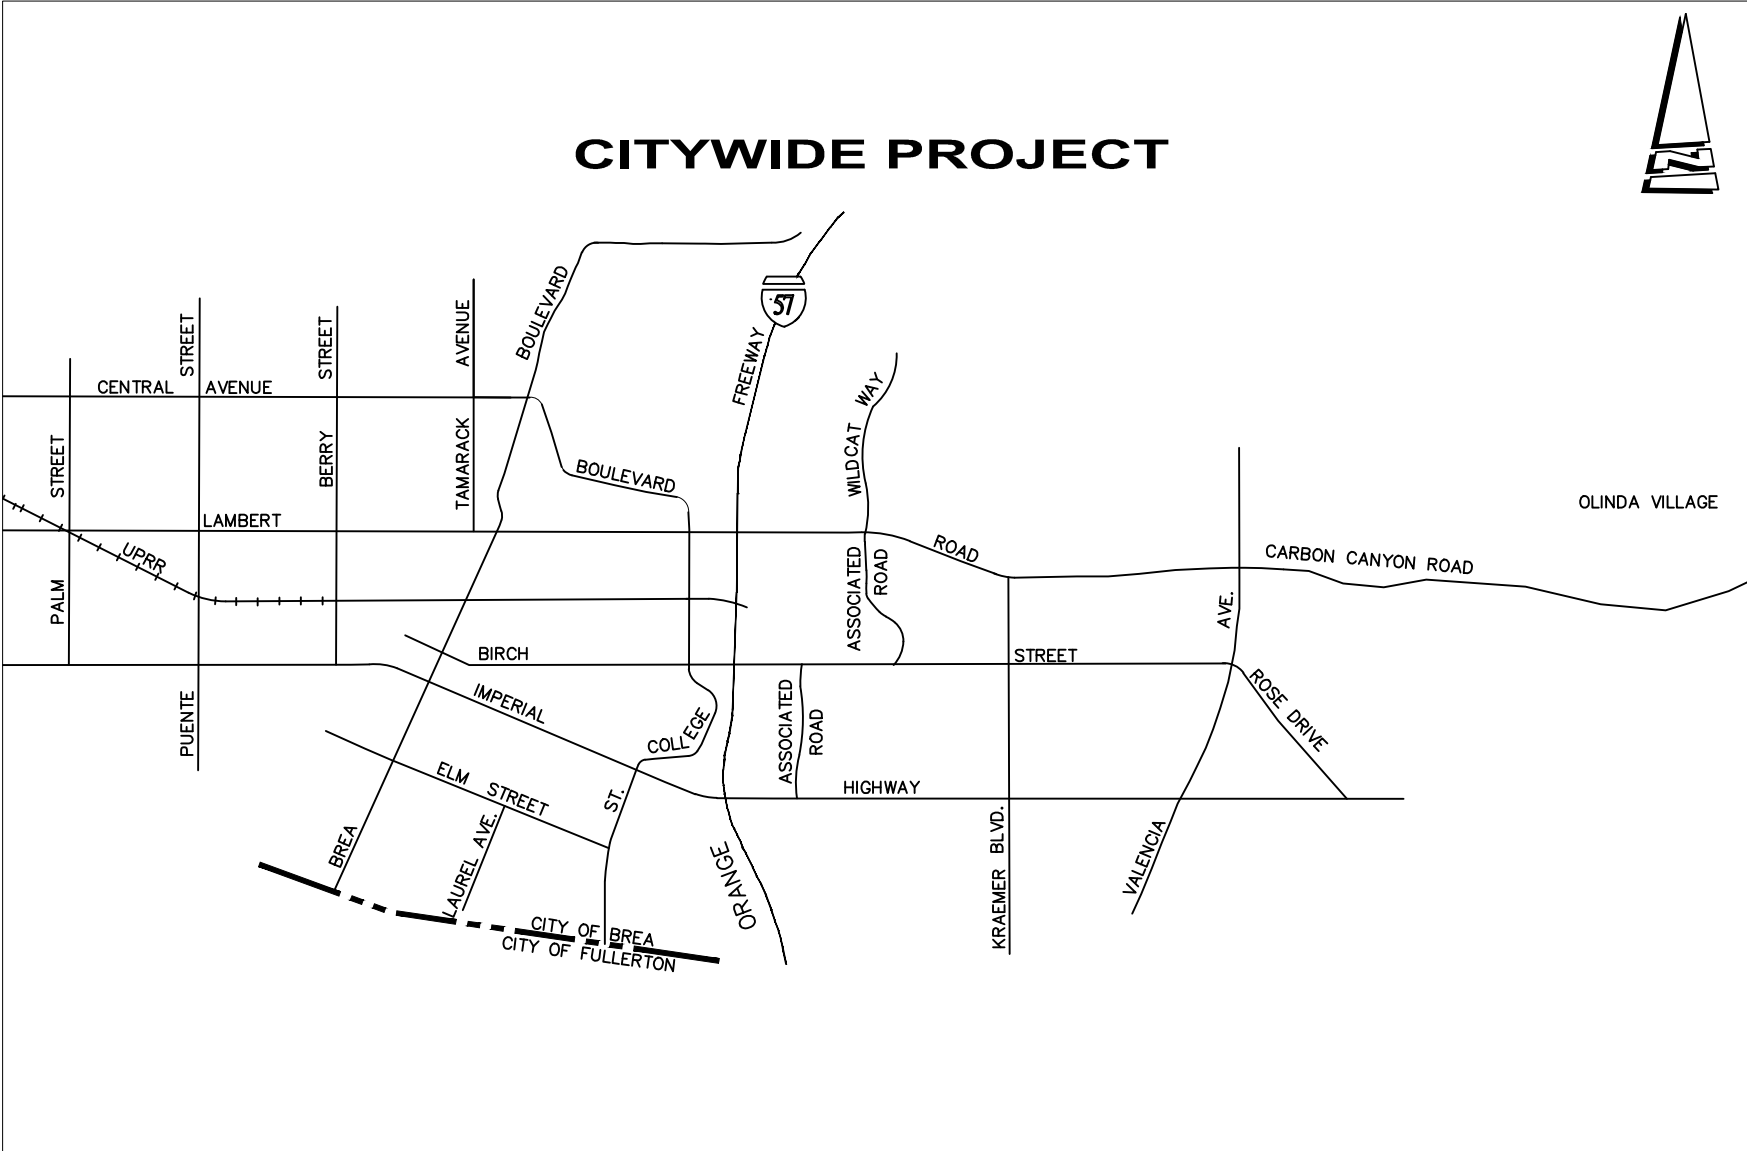 CITYWIDE PROJECT
N
57
BOULEVARD
FREEWAY
STREET
STREET
AVENUE
CENTRAL AVENUE
WILDCAT WAY
STREET
BERRY
TAMARACK
BOULEVARD
OLINDA VILLAGE
LAMBERT
ROAD
CARBON CANYON ROAD
UPRR
PALM
ASSOCIATED
ROAD
AVE.
BIRCH
STREET
PUENTE
IMPERIAL
COLLEGE
ASSOCIATED
ROAD
ROSE DRIVE
ELM STREET
ST.
HIGHWAY
BREA
LAUREL AVE.
ORANGE
KRAEMER BLVD.
VALENCIA
CITY OF BREA
CITY OF FULLERTON